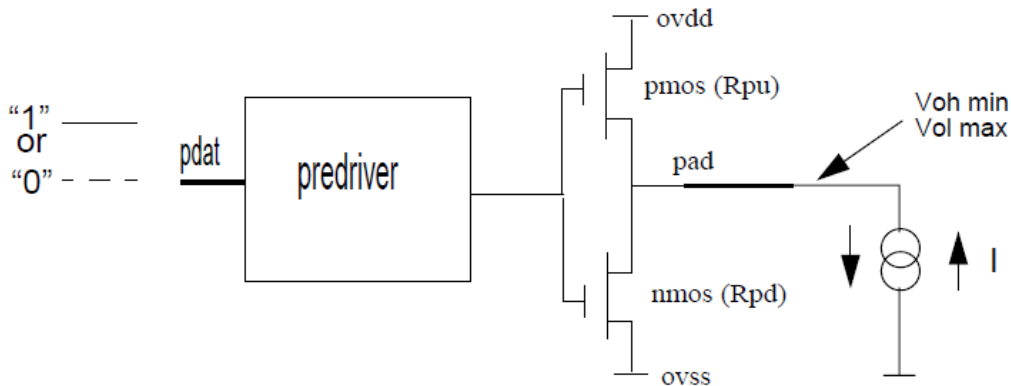 ovdd
pmos (Rpu)
Voh min
Vol max
“1”
or
“0”
pdat
predriver
pad
I
nmos (Rpd)
ovss